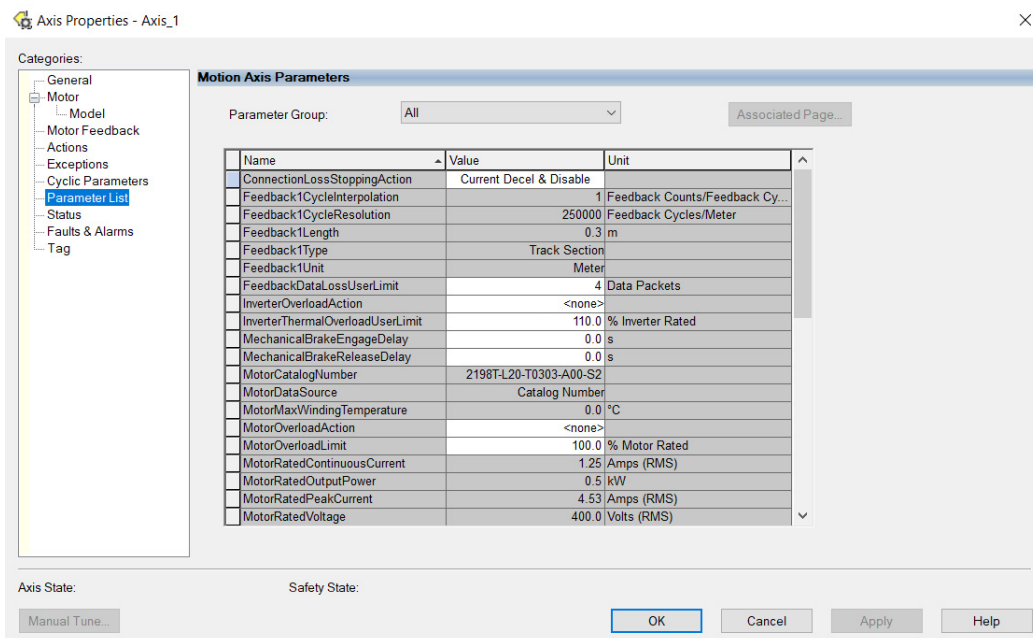 Axis Properties - Axis_1
Categories:
General
Motor
Model
Motor Feedback
Actions
Exceptions
Cyclic Parameters
Parameter List
Status
Faults & Alarms
Tag
Motion Axis Parameters
Parameter Group: All Associated Page...
Name Value Unit
ConnectionLossStoppingAction Current Decel & Disable
Feedback1CycleInterpolation 1 Feedback Counts/Feedback Cy...
Feedback1CycleResolution 250000 Feedback Cycles/Meter
Feedback1Length 0.3 m
Feedback1Type Track Section
Feedback1Unit Meter
FeedbackDataLossUserLimit 4 Data Packets
InverterOverloadAction <none>
InverterThermalOverloadUserLimit 110.0 % Inverter Rated
MechanicalBrakeEngageDelay 0.0 s
MechanicalBrakeReleaseDelay 0.0 s
MotorCatalogNumber 2198T-L20-T0303-A00-S2
MotorDataSource Catalog Number
MotorMaxWindingTemperature 0.0 °C
MotorOverloadAction <none>
MotorOverloadLimit 100.0 % Motor Rated
MotorRatedContinuousCurrent 1.25 Amps (RMS)
MotorRatedOutputPower 0.5 kW
MotorRatedPeakCurrent 4.53 Amps (RMS)
MotorRatedVoltage 400.0 Volts (RMS)
Axis State: Safety State:
Manual Tune... OK Cancel Apply Help